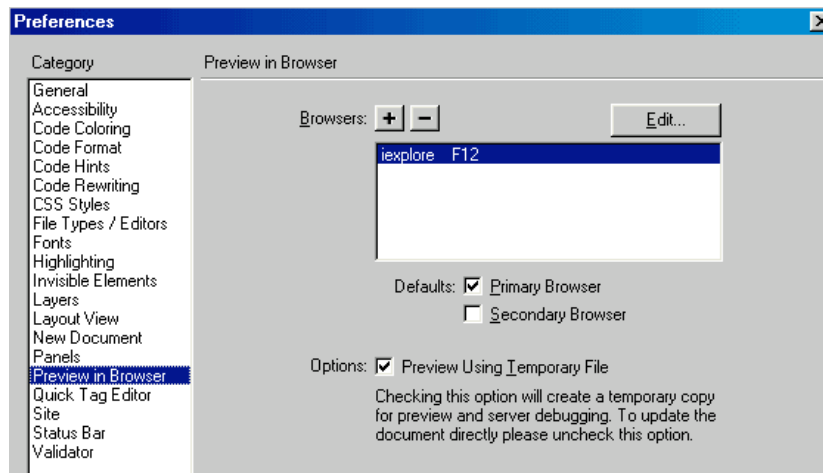 Preferences
Category
General
Accessibility
Code Coloring
Code Format
Code Hints
Code Rewriting
CSS Styles
File Types / Editors
Fonts
Highlighting
Invisible Elements
Layers
Layout View
New Document
Panels
Preview in Browser
Quick Tag Editor
Site
Status Bar
Validator
Preview in Browser
Browsers: + − Edit...
iexplore F12
Defaults: Primary Browser
Secondary Browser
Options: Preview Using Temporary File
Checking this option will create a temporary copy
for preview and server debugging. To update the
document directly please uncheck this option.